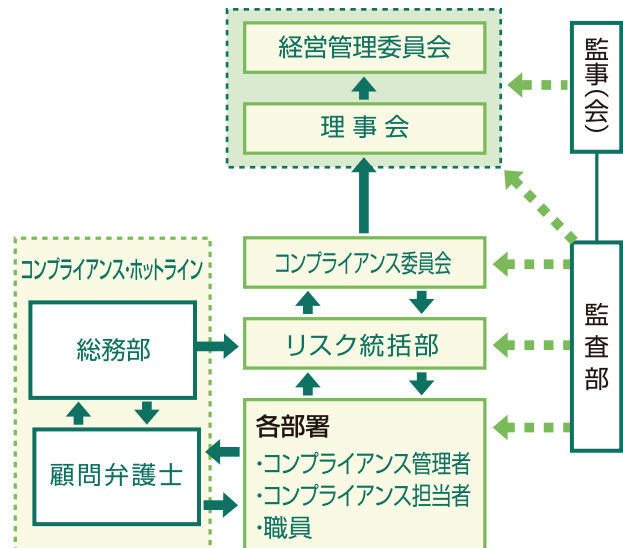 経営管理委員会
理事会
監事(会)
コンプライアンス・ホットライン
コンプライアンス委員会
総務部
リスク統括部
監査部
顧問弁護士
各部署
・コンプライアンス管理者
・コンプライアンス担当者
・職員